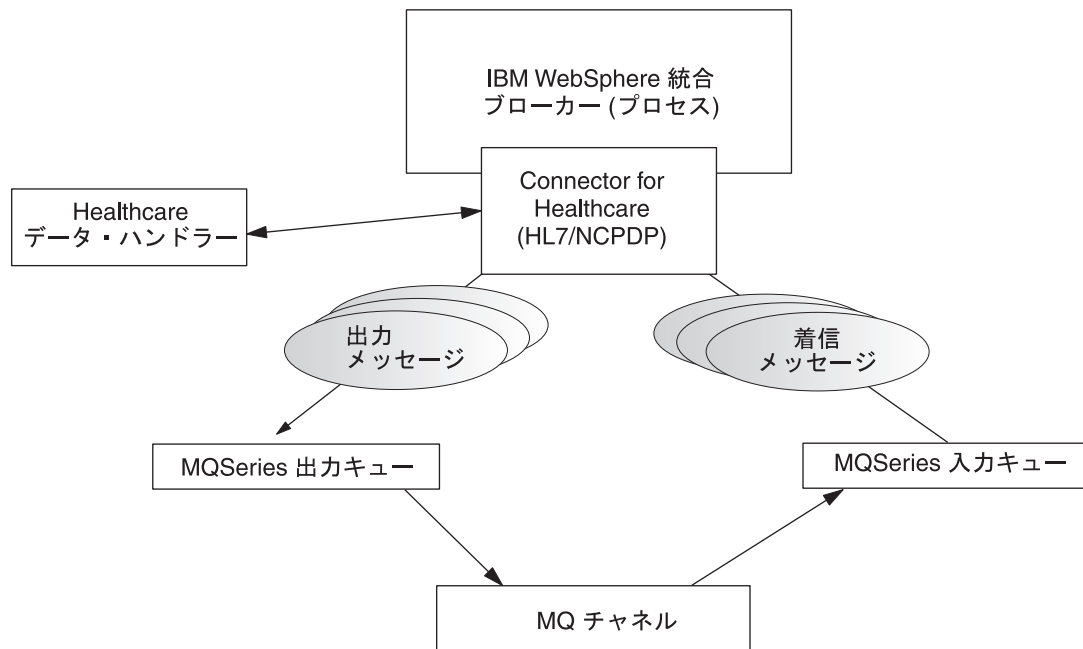 IBM WebSphere 統合
ブローカー (プロセス)
Connector for
Healthcare
(HL7/NCPDP)
Healthcare
データ・ハンドラー
出力
メッセージ
着信
メッセージ
MQSeries 出力キュー
MQSeries 入力キュー
MQ チャネル